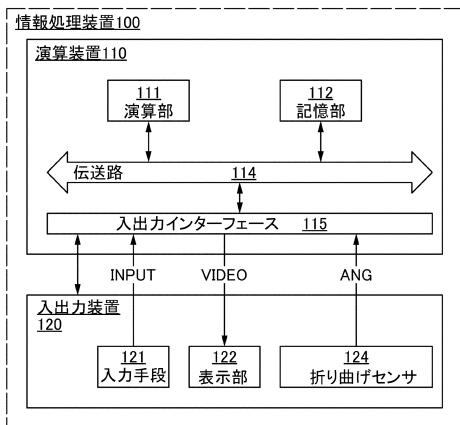 情報処理装置100
演算装置110
111
演算部
112
記憶部
伝送路 114
入出力インターフェース 115
INPUT VIDEO ANG
入出力装置
120
121
入力手段
122
表示部
124
折り曲げセンサ